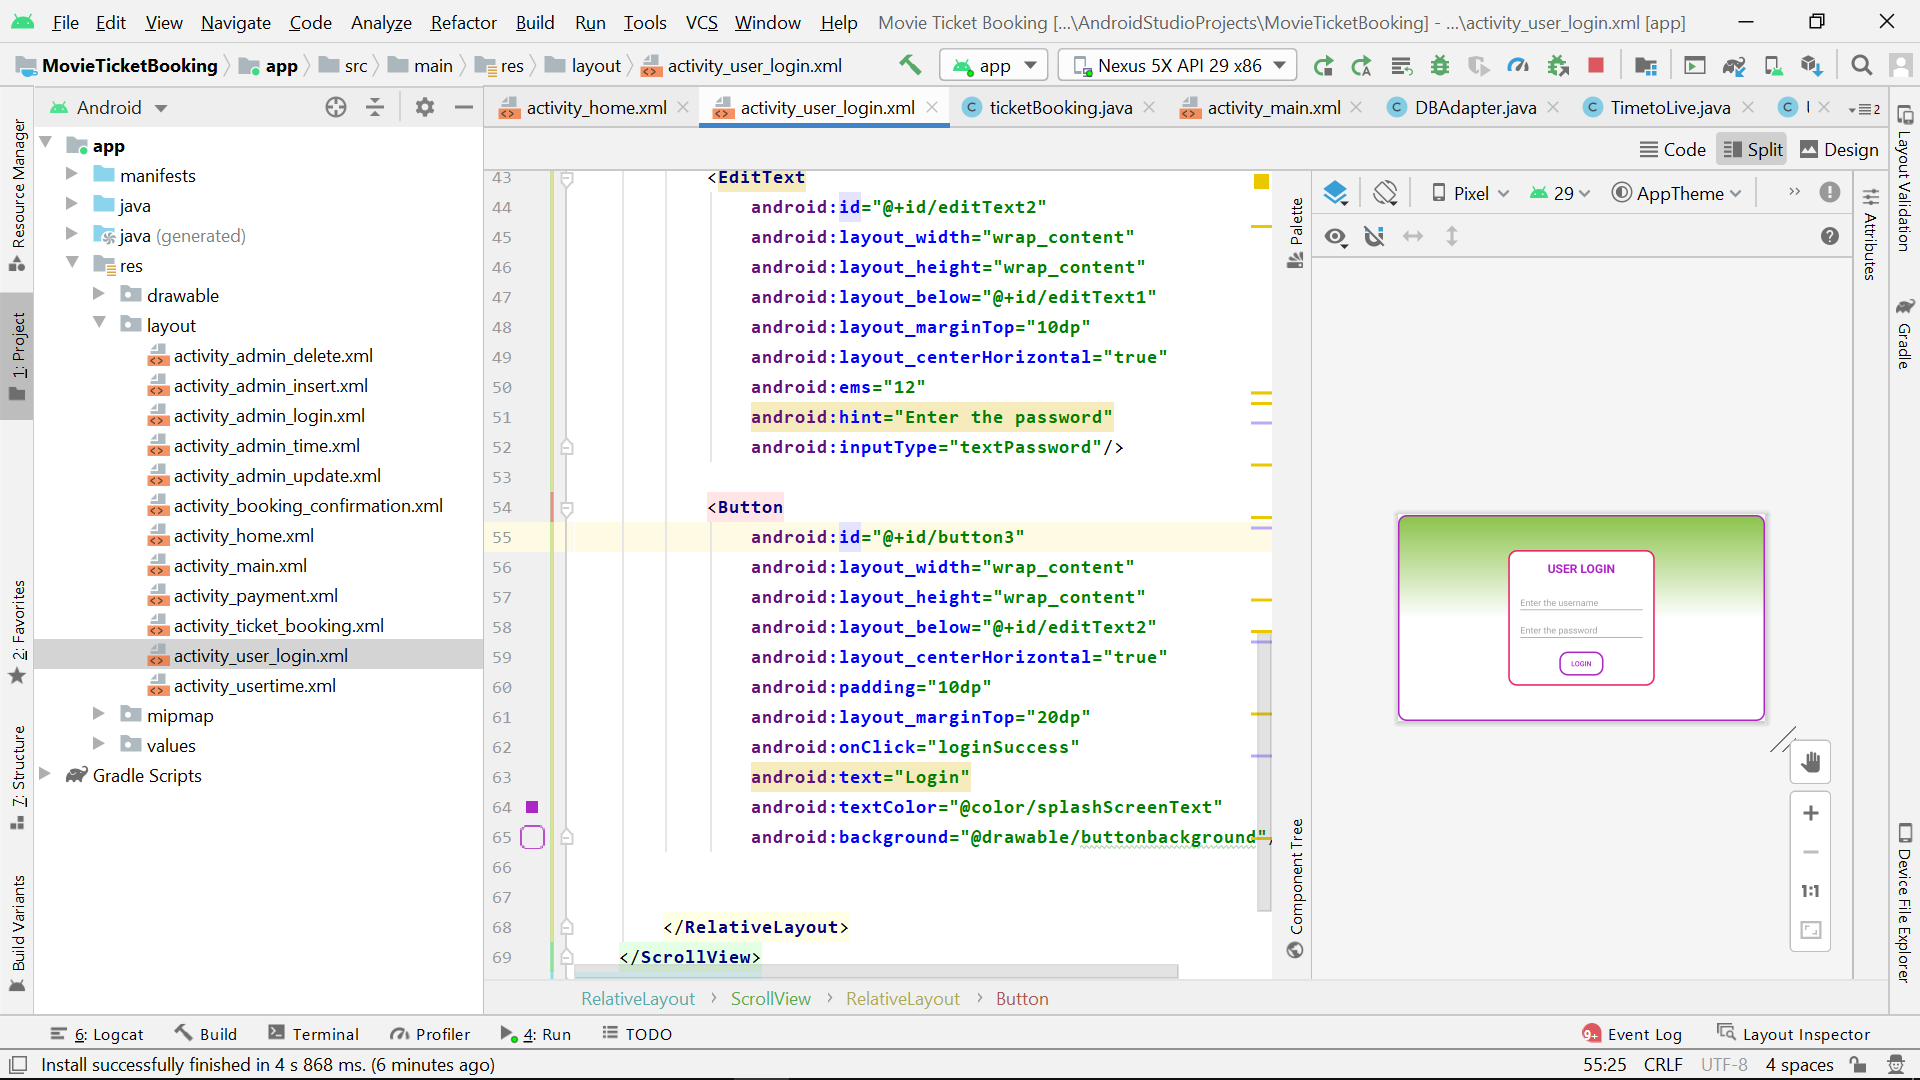 File Edit View Navigate Code Analyze Refactor Build Run Tools VCS Window Help Movie Ticket Booking [...\AndroidStudioProjects\MovieTicketBooking] - ...\activity_user_login.xml [app]
MovieTicketBooking app src main res layout activity_user_login.xml app Nexus 5X API 29 x86
Android
activity_home.xml activity_user_login.xml ticketBooking.java activity_main.xml DBAdapter.java TimetoLive.java 2
Code Split Design
Resource Manager
1: Project
2: Favorites
7: Structure
Build Variants
app
manifests
java
java (generated)
res
drawable
layout
activity_admin_delete.xml
activity_admin_insert.xml
activity_admin_login.xml
activity_admin_time.xml
activity_admin_update.xml
activity_booking_confirmation.xml
activity_home.xml
activity_main.xml
activity_payment.xml
activity_ticket_booking.xml
activity_user_login.xml
activity_usertime.xml
mipmap
values
Gradle Scripts
43 <EditText
44 android:id="@+id/editText2"
45 android:layout_width="wrap_content"
46 android:layout_height="wrap_content"
47 android:layout_below="@+id/editText1"
48 android:layout_marginTop="10dp"
49 android:layout_centerHorizontal="true"
50 android:ems="12"
51 android:hint="Enter the password"
52 android:inputType="textPassword"/>
53
54 <Button
55 android:id="@+id/button3"
56 android:layout_width="wrap_content"
57 android:layout_height="wrap_content"
58 android:layout_below="@+id/editText2"
59 android:layout_centerHorizontal="true"
60 android:padding="10dp"
61 android:layout_marginTop="20dp"
62 android:onClick="loginSuccess"
63 android:text="Login"
64 android:textColor="@color/splashScreenText"
65 android:background="@drawable/buttonbackground"
66
67
68 </RelativeLayout>
69 </ScrollView>
RelativeLayout › ScrollView › RelativeLayout › Button
Palette
Component Tree
Pixel 29 AppTheme
USER LOGIN
Enter the username
Enter the password
LOGIN
1:1
Attributes
Layout Validation
Gradle
Device File Explorer
6: Logcat Build Terminal Profiler 4: Run TODO 9+ Event Log Layout Inspector
Install successfully finished in 4 s 868 ms. (6 minutes ago) 55:25 CRLF UTF-8 4 spaces